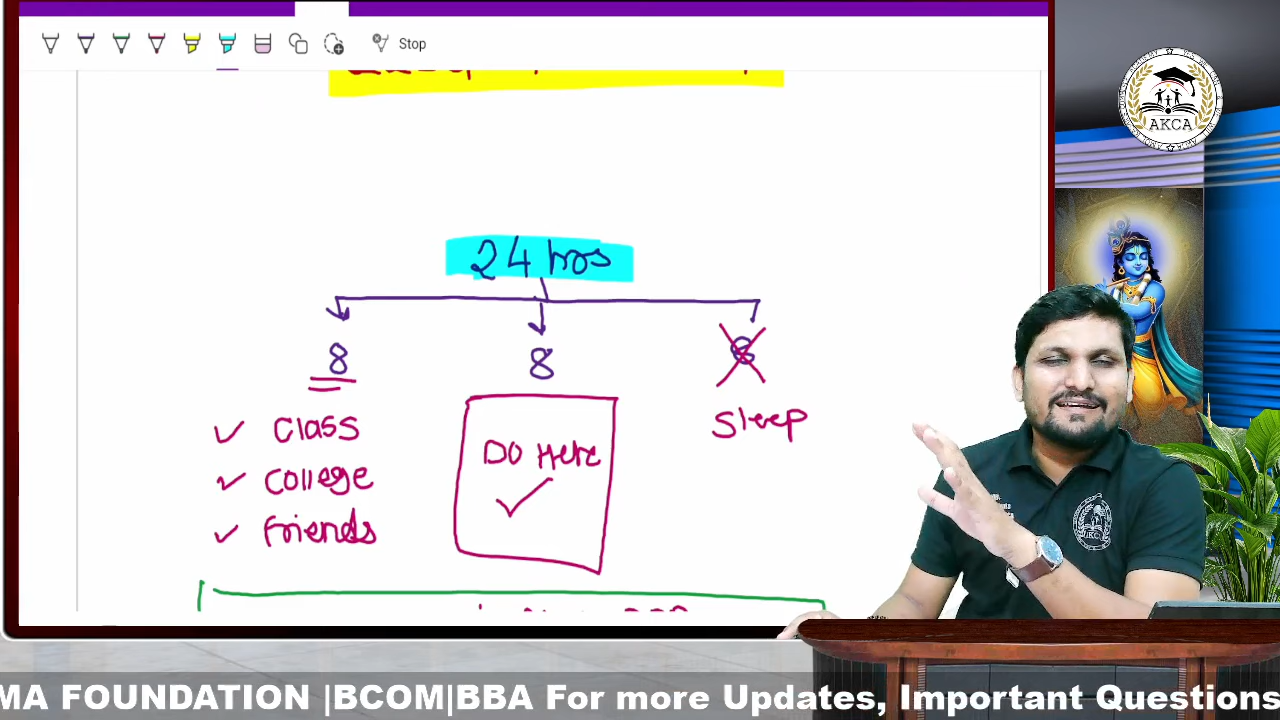 Stop
AKCA
24 hrs
8
8
8
Class
College
Friends
Do Here
Sleep
MA FOUNDATION |BCOM|BBA For more Updates, Important Questions